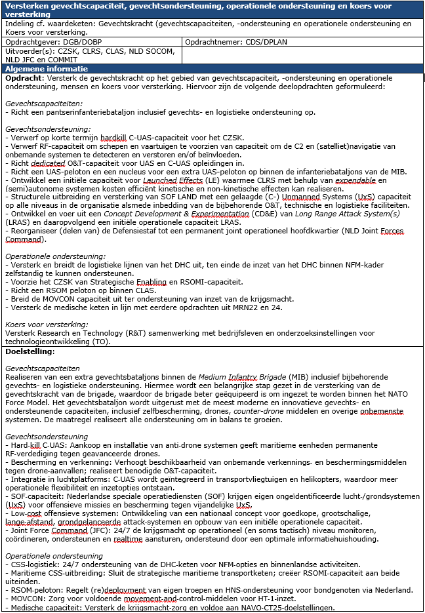 Versterken gevechtscapaciteit, gevechtsondersteuning, operationele ondersteuning en koers voor
versterking
Indeling cf. waardeketen: Gevechtskracht (gevechtscapaciteiten, -ondersteuning en operationele ondersteuning en
Koers voor versterking.
Opdrachtgever: DGB/DOBP
Opdrachtnemer: CDS/DPLAN
Uitvoerder(s): CZSK, CLRS, CLAS, NLD SOCOM,
NLD JFC en COMMIT
Algemene informatie
Opdracht: Versterk de gevechtskracht op het gebied van gevechtscapaciteit, -ondersteuning en operationele
ondersteuning, mensen en koers voor versterking. Hiervoor zijn de volgende deelopdrachten geformuleerd:
Gevechtscapaciteiten:
- Richt een pantserinfanteriebataljon inclusief gevechts- en logistieke ondersteuning op.
Gevechtsondersteuning:
- Verwerf op korte termijn hardkill C-UAS-capaciteit voor het CZSK.
- Verwerf RF-capaciteit om schepen en vaartuigen te voorzien van capaciteit om de C2 en (satelliet)navigatie van
onbemande systemen te detecteren en verstoren en/of beïnvloeden.
- Richt dedicated O&T-capaciteit voor UAS en C-UAS opleidingen in.
- Richt een UAS-peloton en een nucleus voor een extra UAS-peloton op binnen de infanteriebataljons van de MIB.
- Ontwikkel een initiële capaciteit voor Launched Effects (LE) waarmee CLRS met behulp van expendable en
(semi)autonome systemen kosten efficiënt kinetische en non-kinetische effecten kan realiseren.
- Structurele uitbreiding en versterking van SOF LAND met een gelaagde (C-) Unmanned Systems (UxS) capaciteit
op alle niveaus in de organisatie alsmede inbedding van de bijbehorende O&T, technische en logistieke faciliteiten.
- Ontwikkel en voer uit een Concept Development & Experimentation (CD&E) van Long Range Attack System(s)
(LRAS) en daaropvolgend een initiële operationele capaciteit LRAS.
- Reorganiseer (delen van) de Defensiestaf tot een permanent joint operationeel hoofdkwartier (NLD Joint Forces
Command).
Operationele ondersteuning:
- Versterk en breidt de logistieke lijnen van het DHC uit, ten einde de inzet van het DHC binnen NFM-kader
zelfstandig te kunnen ondersteunen.
- Voorzie het CZSK van Strategische Enabling en RSOMI-capaciteit.
- Richt een RSOM peloton op binnen CLAS.
- Breid de MOVCON capaciteit uit ter ondersteuning van inzet van de krijgsmacht.
- Versterk de medische keten in lijn met eerdere opdrachten uit MRN22 en 24.
Koers voor versterking:
Versterk Research en Technology (R&T) samenwerking met bedrijfsleven en onderzoeksinstellingen voor
technologieontwikkeling (TO).
Doelstelling:
Gevechtscapaciteiten
Realiseren van een extra gevechtsbataljons binnen de Medium Infantry Brigade (MIB) inclusief bijbehorende
gevechts- en logistieke ondersteuning. Hiermee wordt een belangrijke stap gezet in de versterking van de
gevechtskracht van de brigade, waardoor de brigade beter geëquipeerd is om ingezet te worden binnen het NATO
Force Model. Het gevechtsbataljon wordt uitgerust met de meest moderne en innovatieve gevechts- en
ondersteunende capaciteiten, inclusief zelfbescherming, drones, counter-drone middelen en overige onbemenste
systemen. De maatregel realiseert alle ondersteuning om in balans te groeien.
Gevechtsondersteuning
- Hard-kill C-UAS: Aankoop en installatie van anti-drone systemen geeft maritieme eenheden permanente
RF-verdediging tegen geavanceerde drones.
- Bescherming en verkenning: Verhoogt beschikbaarheid van onbemande verkennings- en beschermingsmiddelen
tegen drone-aanvallen; realiseert benodigde O&T-capaciteit.
- Integratie in luchtplatforms: C-UAS wordt geïntegreerd in transportvliegtuigen en helikopters, waardoor meer
operationele flexibiliteit en inzetopties ontstaan.
- SOF-capaciteit: Nederlandse speciale operatiediensten (SOF) krijgen eigen ongeïdentificeerde lucht-/grondsystemen
(UxS) voor offensieve missies en bescherming tegen vijandelijke UxS.
- Low-cost offensieve systemen: Ontwikkeling van een nationaal concept voor goedkope, grootschalige,
lange-afstand, grondgelanceerde attack-systemen en opbouw van een initiële operationele capaciteit.
- Joint Force Command (JFC): 24/7 de krijgsmacht op operationeel (en soms tactisch) niveau monitoren,
coördineren, ondersteunen en realtime aansturen, ondersteund door een optimale informatiehuishouding.
Operationele ondersteuning
- CSS-logistiek: 24/7 ondersteuning van de DHC-keten voor NFM-opties en binnenlandse activiteiten.
- Maritieme CSS-uitbreiding: Sluit de strategische maritieme transportketen; creëer RSOMI-capaciteit aan beide
uiteinden.
- RSOM-peloton: Regelt (re)deployment van eigen troepen en HNS-ondersteuning voor bondgenoten via Nederland.
- MOVCON: Zorg voor voldoende movement-and-control-middelen voor HT-1-inzet.
- Medische capaciteit: Versterk de krijgsmacht-zorg en voldoe aan NAVO-CT25-doelstellingen.